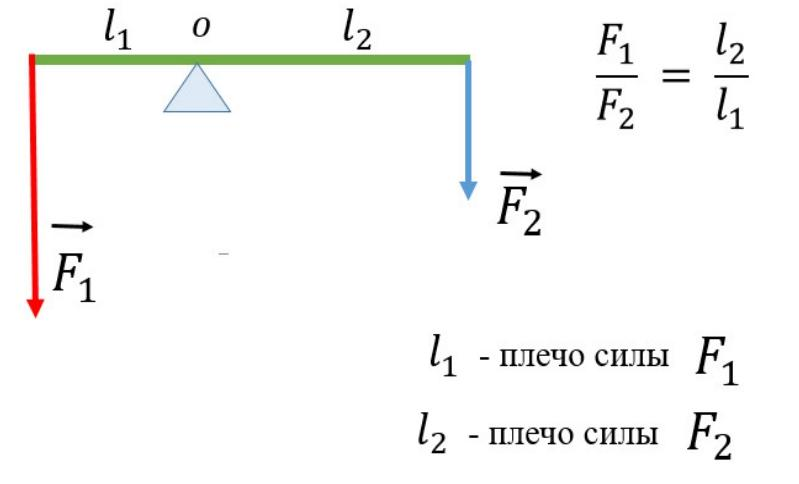 l₁ o l₂
F₁/F₂ = l₂/l₁
F₂
F₁
l₁ - плечо силы F₁
l₂ - плечо силы F₂